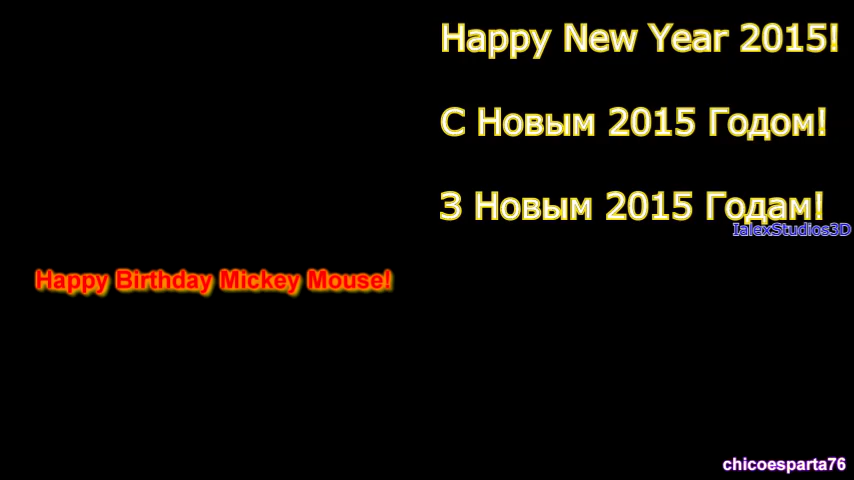 Happy New Year 2015!
С Новым 2015 Годом!
З Новым 2015 Годам!
IalexStudios3D
Happy Birthday Mickey Mouse!
chicoesparta76